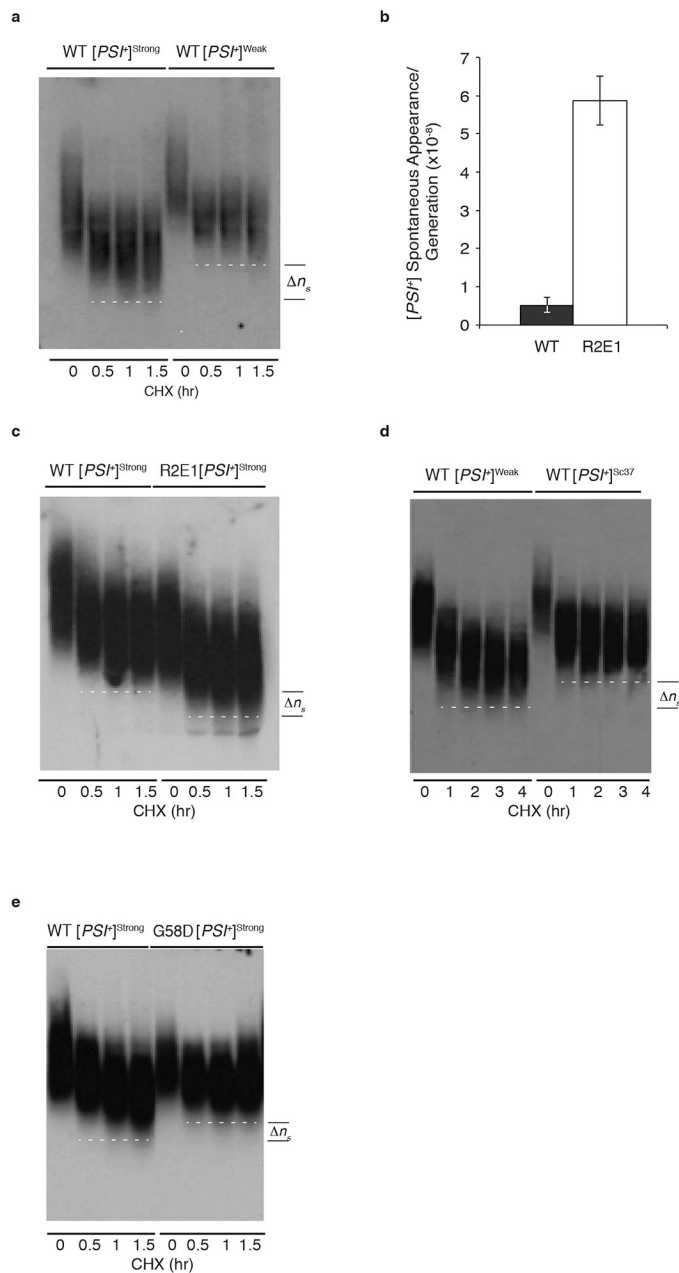 a
WT [PSI⁺]ˢᵗʳᵒⁿᵍ WT [PSI⁺]ᵂᵉᵃᵏ
Δnₛ
0 0.5 1 1.5 0 0.5 1 1.5
CHX (hr)
b
[PSI⁺] Spontaneous Appearance/
Generation (x10⁻⁸)
7
6
5
4
3
2
1
0
WT R2E1
c
WT [PSI⁺]ˢᵗʳᵒⁿᵍ R2E1[PSI⁺]ˢᵗʳᵒⁿᵍ
Δnₛ
0 0.5 1 1.5 0 0.5 1 1.5
CHX (hr)
d
WT [PSI⁺]ᵂᵉᵃᵏ WT [PSI⁺]ˢᶜ³⁷
Δnₛ
0 1 2 3 4 0 1 2 3 4
CHX (hr)
e
WT [PSI⁺]ˢᵗʳᵒⁿᵍ G58D [PSI⁺]ˢᵗʳᵒⁿᵍ
Δnₛ
0 0.5 1 1.5 0 0.5 1 1.5
CHX (hr)